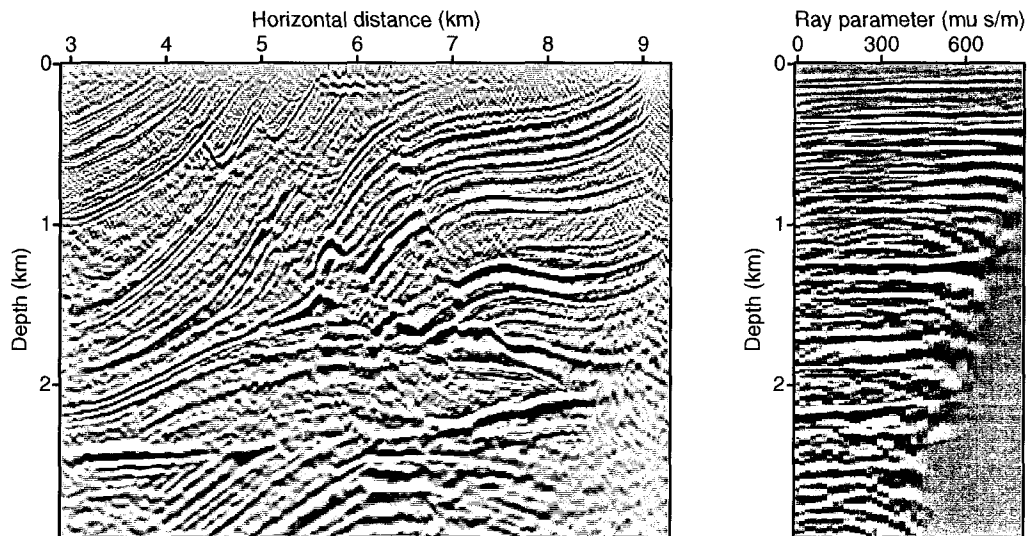 Horizontal distance (km)
3 4 5 6 7 8 9
0
1
2
Depth (km)
Ray parameter (mu s/m)
0 300 600
0
1
2
Depth (km)